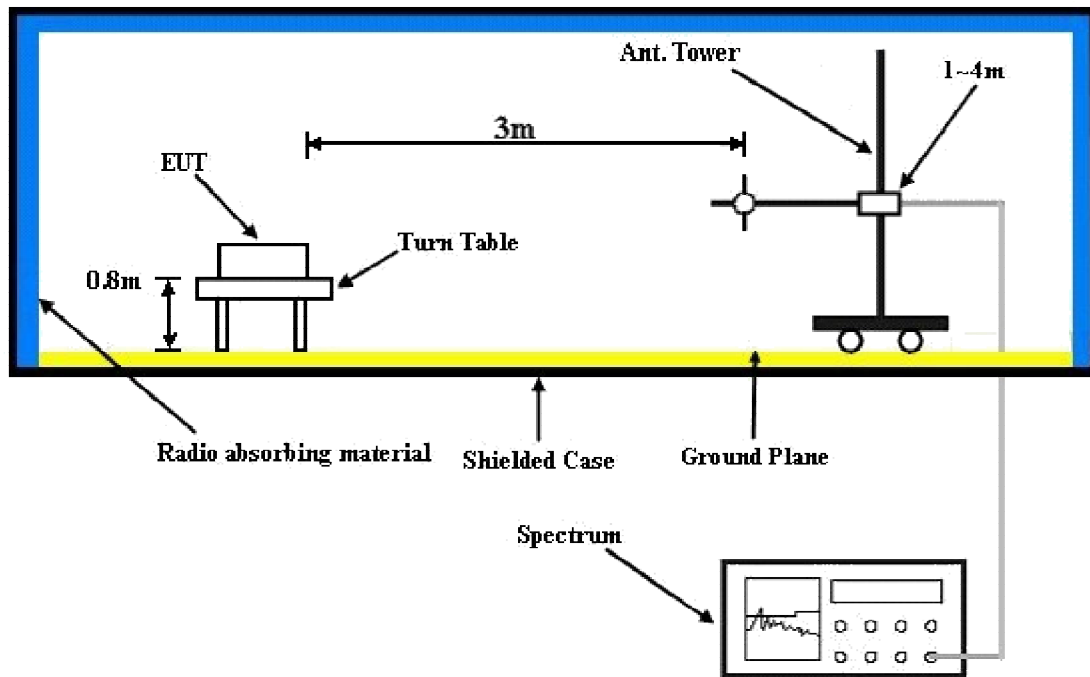 Ant. Tower
1~4m
3m
EUT
Turn Table
0.8m
Radio absorbing material
Shielded Case
Ground Plane
Spectrum